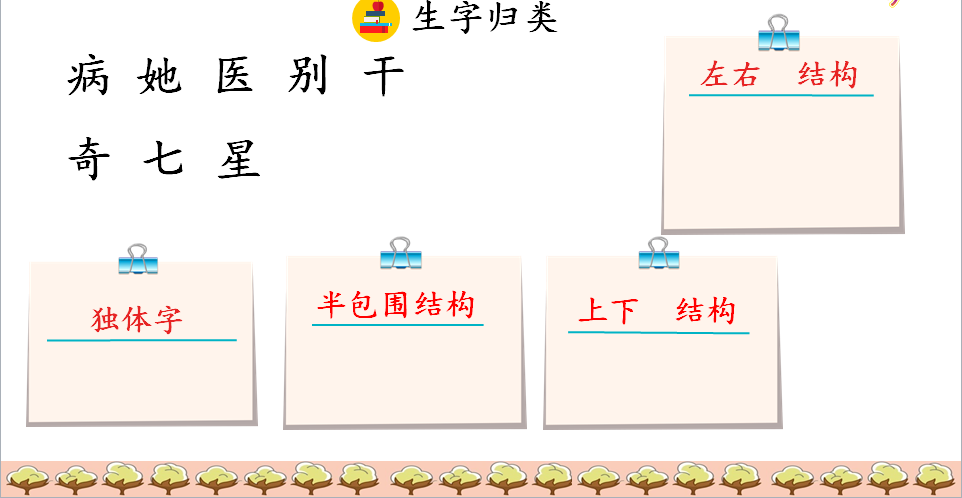 生字归类
病 她 医 别 干
奇 七 星
左右 结构
独体字
半包围结构
上下 结构